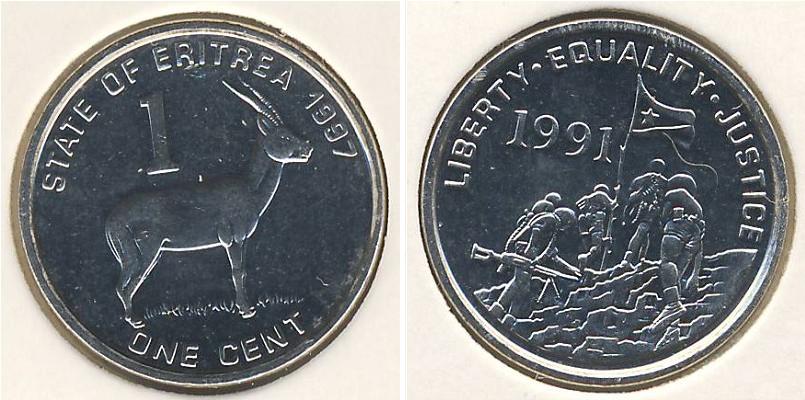 STATE OF ERITREA 1997
1
ONE CENT
LIBERTY · EQUALITY · JUSTICE
1991